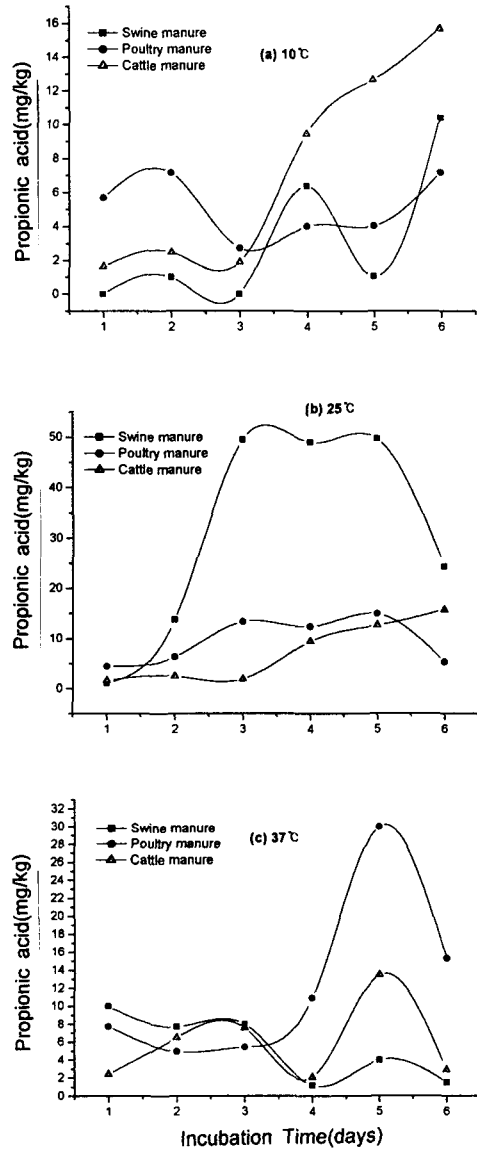 Swine manure
Poultry manure
Cattle manure
(a) 10℃
Propionic acid(mg/kg)
16
14
12
10
8
6
4
2
0
1 2 3 4 5 6
(b) 25℃
Swine manure
Poultry manure
Cattle manure
Propionic acid(mg/kg)
50
40
30
20
10
0
1 2 3 4 5 6
Swine manure
Poultry manure
Cattle manure
(c) 37℃
Propionic acid(mg/kg)
32
30
28
26
24
22
20
18
16
14
12
10
8
6
4
2
0
1 2 3 4 5 6
Incubation Time(days)